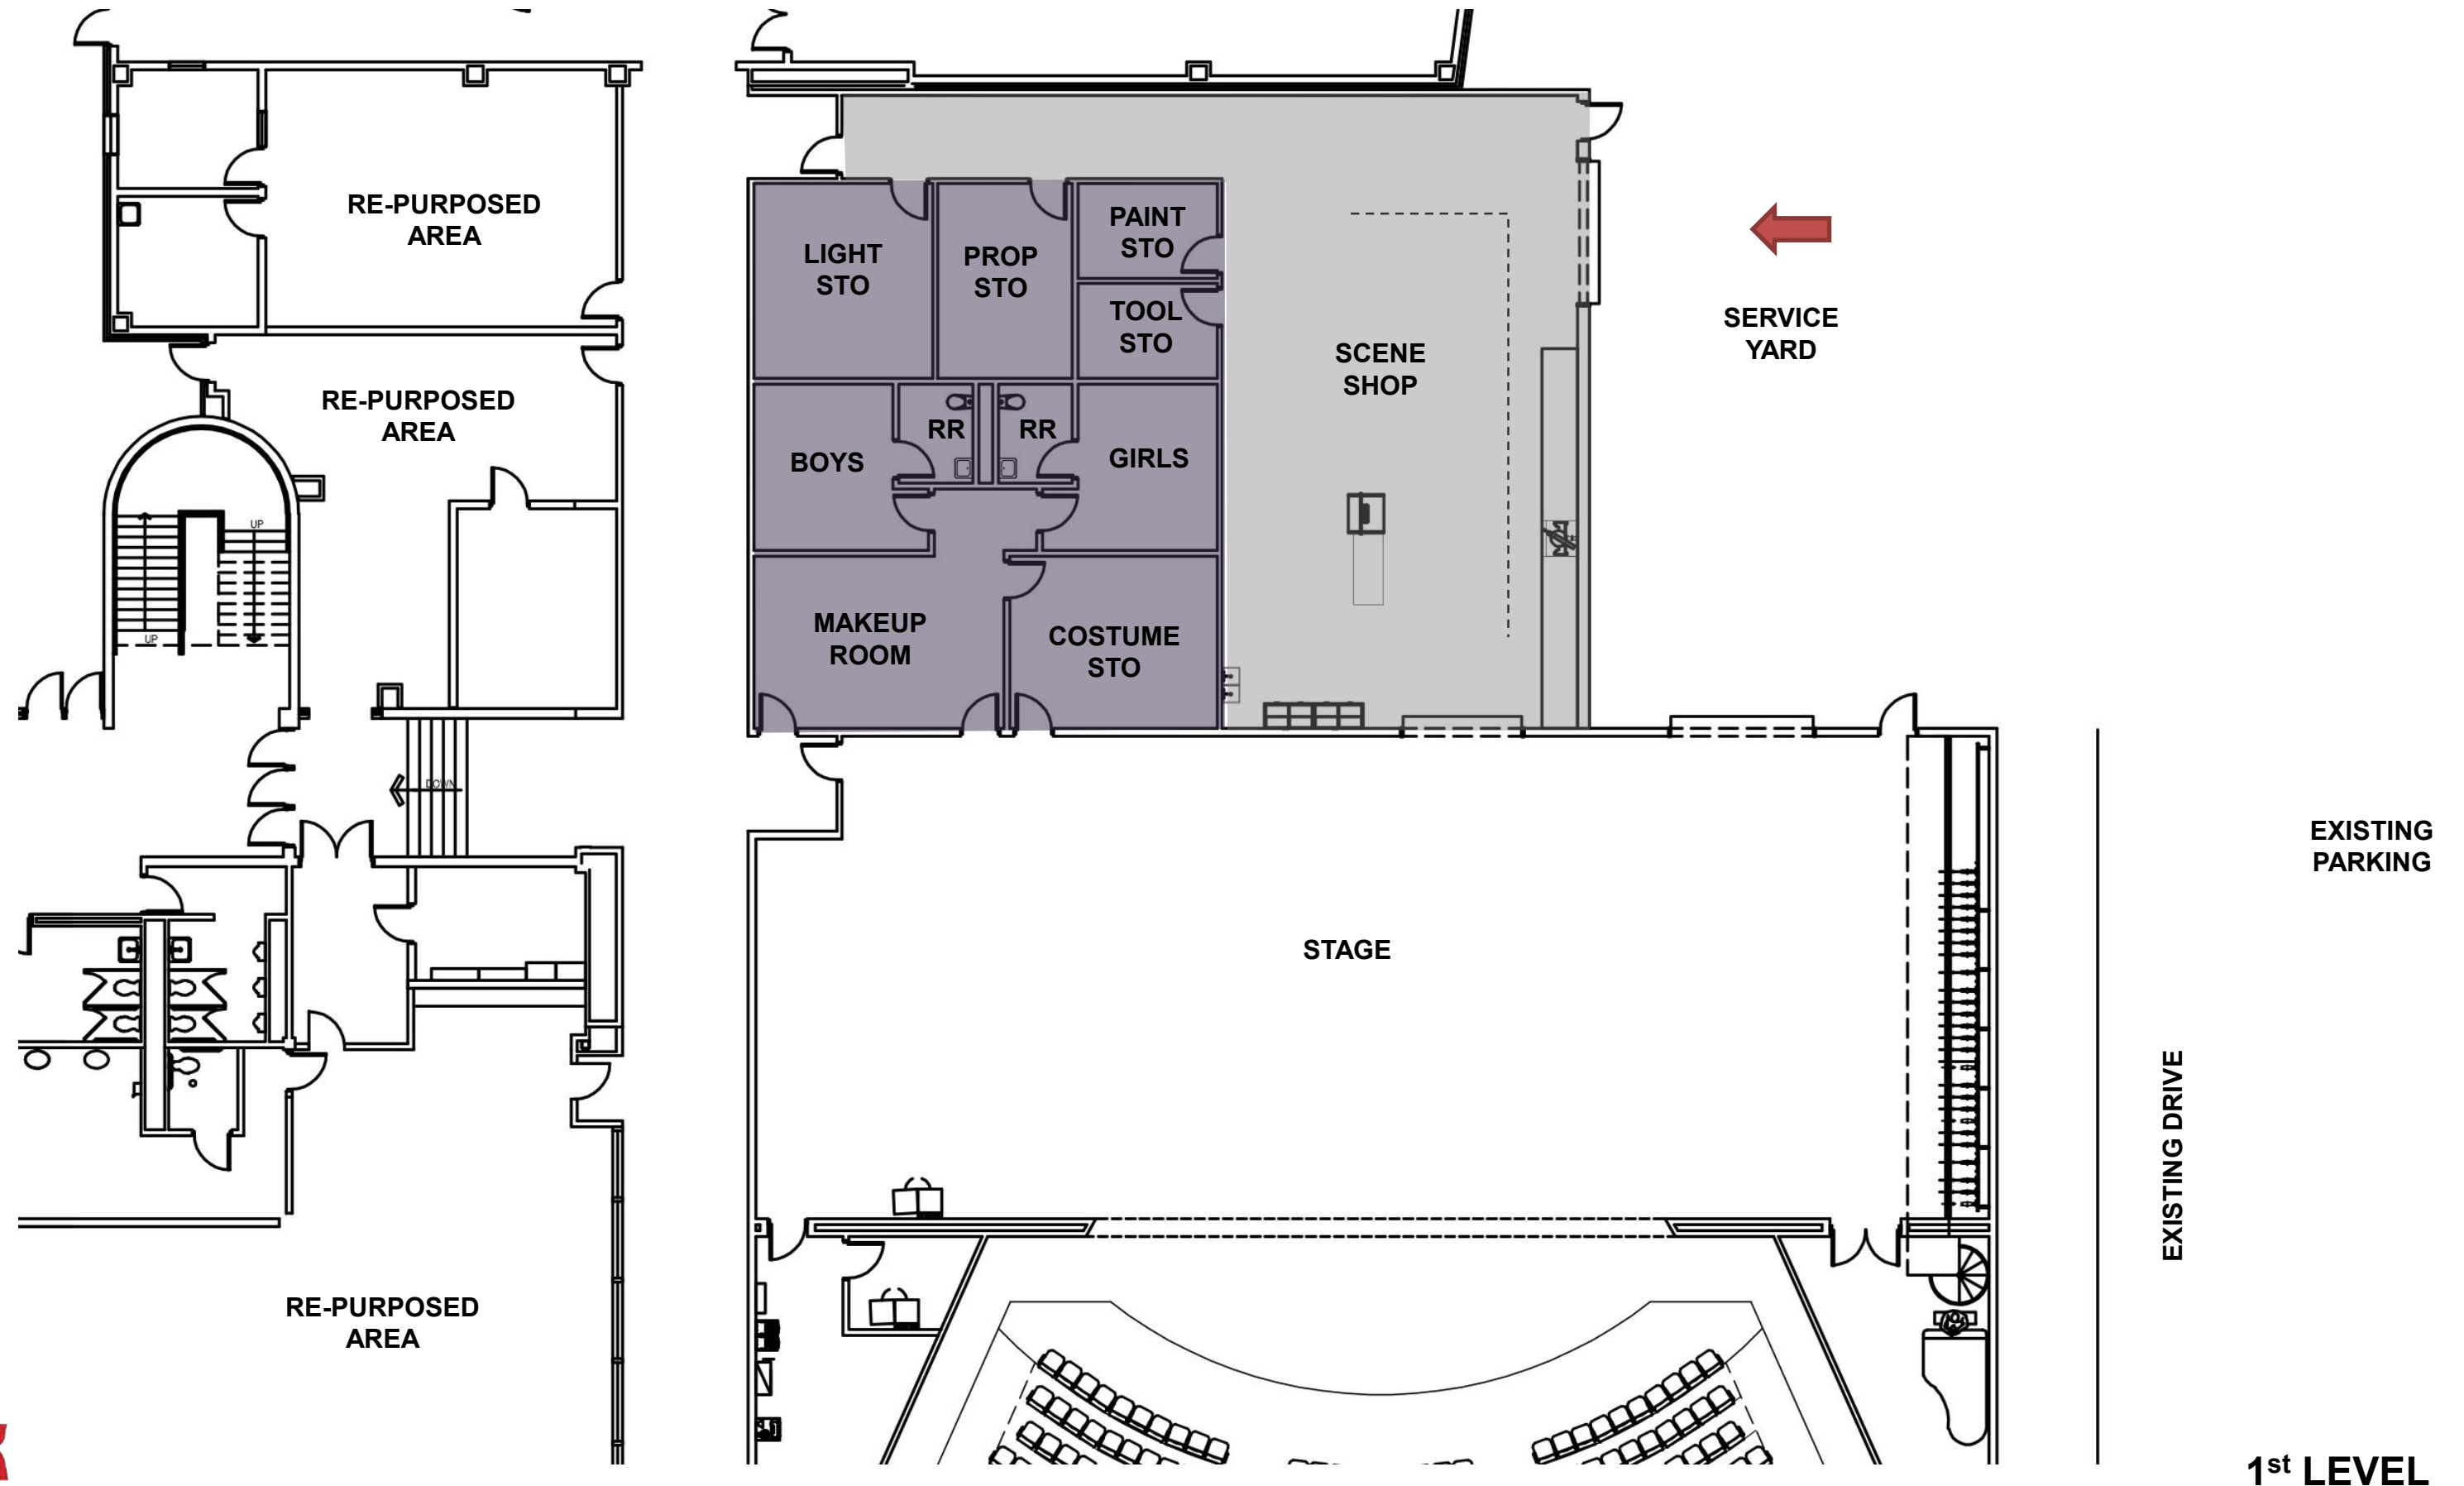 RE-PURPOSED
AREA
RE-PURPOSED
AREA
UP
UP
DOWN
RE-PURPOSED
AREA
LIGHT
STO
PROP
STO
PAINT
STO
TOOL
STO
BOYS
RR
RR
GIRLS
MAKEUP
ROOM
COSTUME
STO
SCENE
SHOP
SERVICE
YARD
STAGE
EXISTING
PARKING
EXISTING DRIVE
1st LEVEL